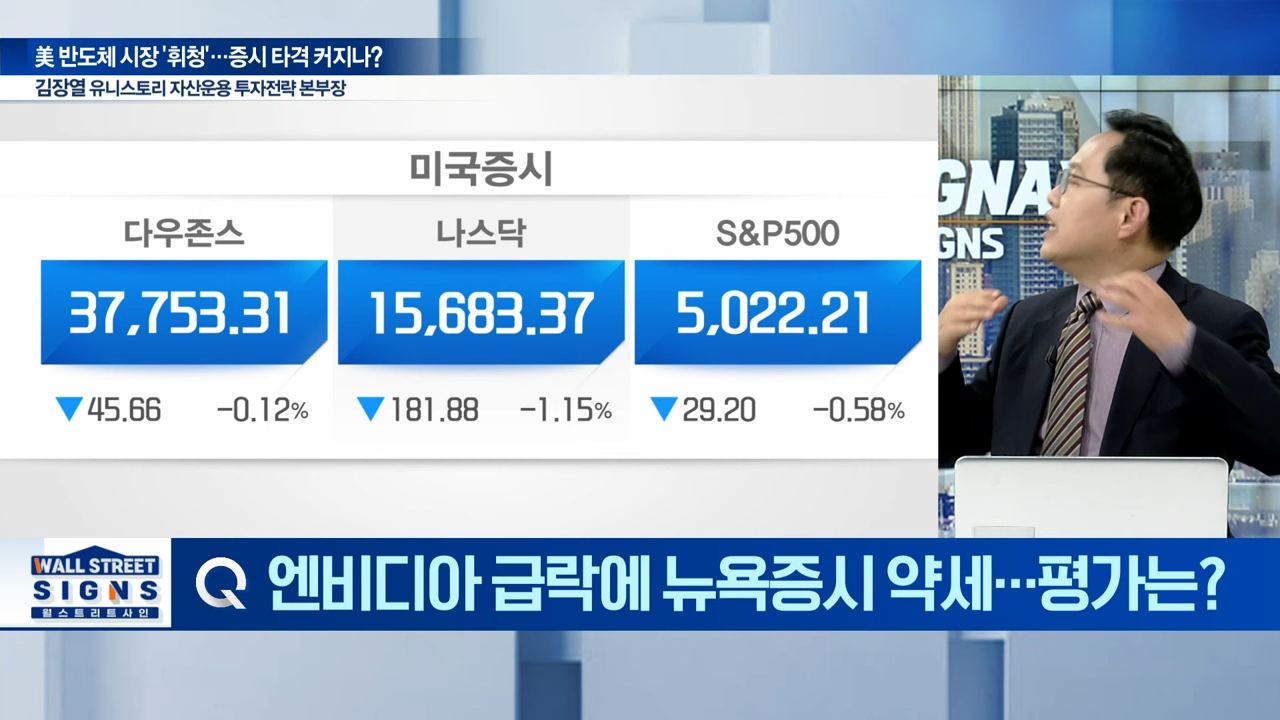 美 반도체 시장 '휘청'…증시 타격 커지나?
김장열 유니스토리 자산운용 투자전략 본부장
미국증시
다우존스 나스닥 S&P500
37,753.31 15,683.37 5,022.21
▼45.66 -0.12% ▼181.88 -1.15% ▼29.20 -0.58%
GNA
GNS
WALL STREET
SIGNS
월스트리트사인
Q 엔비디아 급락에 뉴욕증시 약세…평가는?